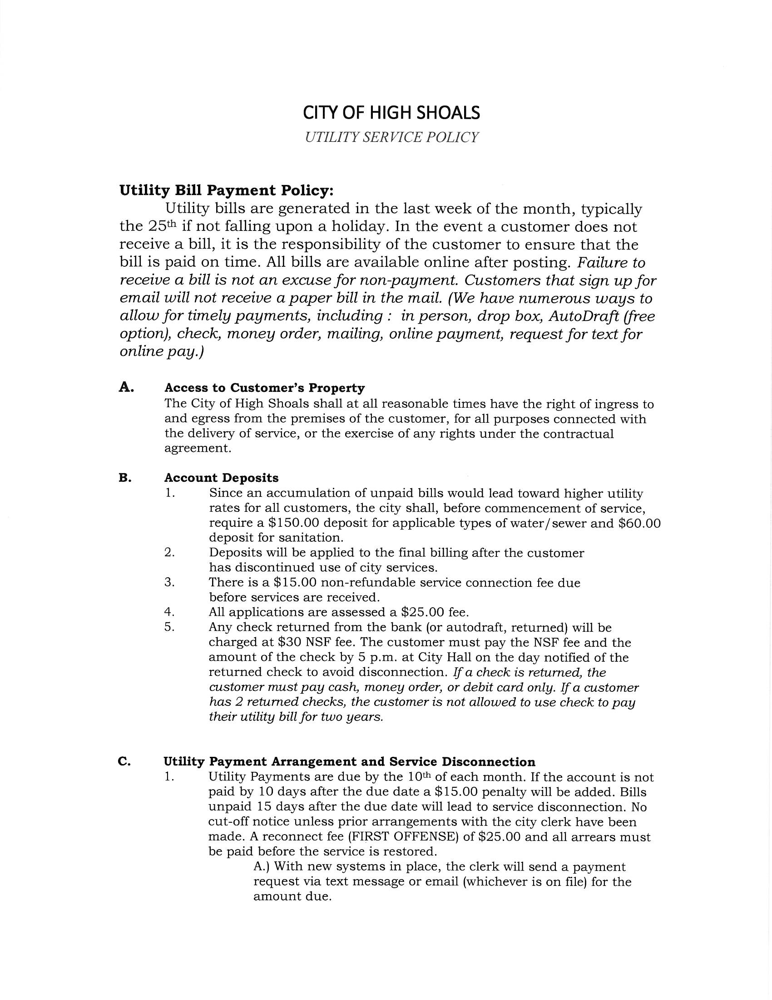 CITY OF HIGH SHOALS
UTILITY SERVICE POLICY
Utility Bill Payment Policy:
Utility bills are generated in the last week of the month, typically
the 25th if not falling upon a holiday. In the event a customer does not
receive a bill, it is the responsibility of the customer to ensure that the
bill is paid on time. All bills are available online after posting. Failure to
receive a bill is not an excuse for non-payment. Customers that sign up for
email will not receive a paper bill in the mail. (We have numerous ways to
allow for timely payments, including : in person, drop box, AutoDraft (free
option), check, money order, mailing, online payment, request for text for
online pay.)
A. Access to Customer's Property
The City of High Shoals shall at all reasonable times have the right of ingress to
and egress from the premises of the customer, for all purposes connected with
the delivery of service, or the exercise of any rights under the contractual
agreement.
B. Account Deposits
1. Since an accumulation of unpaid bills would lead toward higher utility
rates for all customers, the city shall, before commencement of service,
require a $150.00 deposit for applicable types of water/sewer and $60.00
deposit for sanitation.
2. Deposits will be applied to the final billing after the customer
has discontinued use of city services.
3. There is a $15.00 non-refundable service connection fee due
before services are received.
4. All applications are assessed a $25.00 fee.
5. Any check returned from the bank (or autodraft, returned) will be
charged at $30 NSF fee. The customer must pay the NSF fee and the
amount of the check by 5 p.m. at City Hall on the day notified of the
returned check to avoid disconnection. If a check is returned, the
customer must pay cash, money order, or debit card only. If a customer
has 2 returned checks, the customer is not allowed to use check to pay
their utility bill for two years.
C. Utility Payment Arrangement and Service Disconnection
1. Utility Payments are due by the 10th of each month. If the account is not
paid by 10 days after the due date a $15.00 penalty will be added. Bills
unpaid 15 days after the due date will lead to service disconnection. No
cut-off notice unless prior arrangements with the city clerk have been
made. A reconnect fee (FIRST OFFENSE) of $25.00 and all arrears must
be paid before the service is restored.
A.) With new systems in place, the clerk will send a payment
request via text message or email (whichever is on file) for the
amount due.